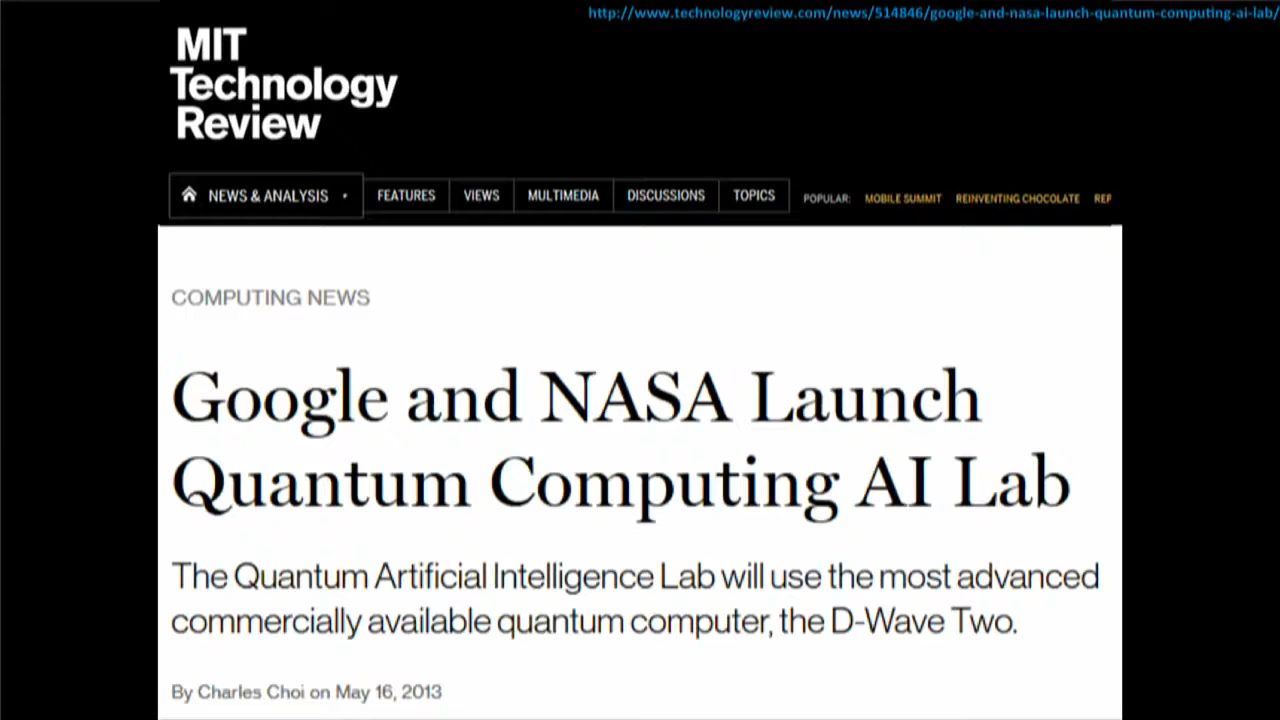 http://www.technologyreview.com/news/514846/google-and-nasa-launch-quantum-computing-ai-lab/
MIT
Technology
Review
NEWS & ANALYSIS FEATURES VIEWS MULTIMEDIA DISCUSSIONS TOPICS POPULAR: MOBILE SUMMIT REINVENTING CHOCOLATE REP
COMPUTING NEWS
Google and NASA Launch
Quantum Computing AI Lab
The Quantum Artificial Intelligence Lab will use the most advanced
commercially available quantum computer, the D-Wave Two.
By Charles Choi on May 16, 2013